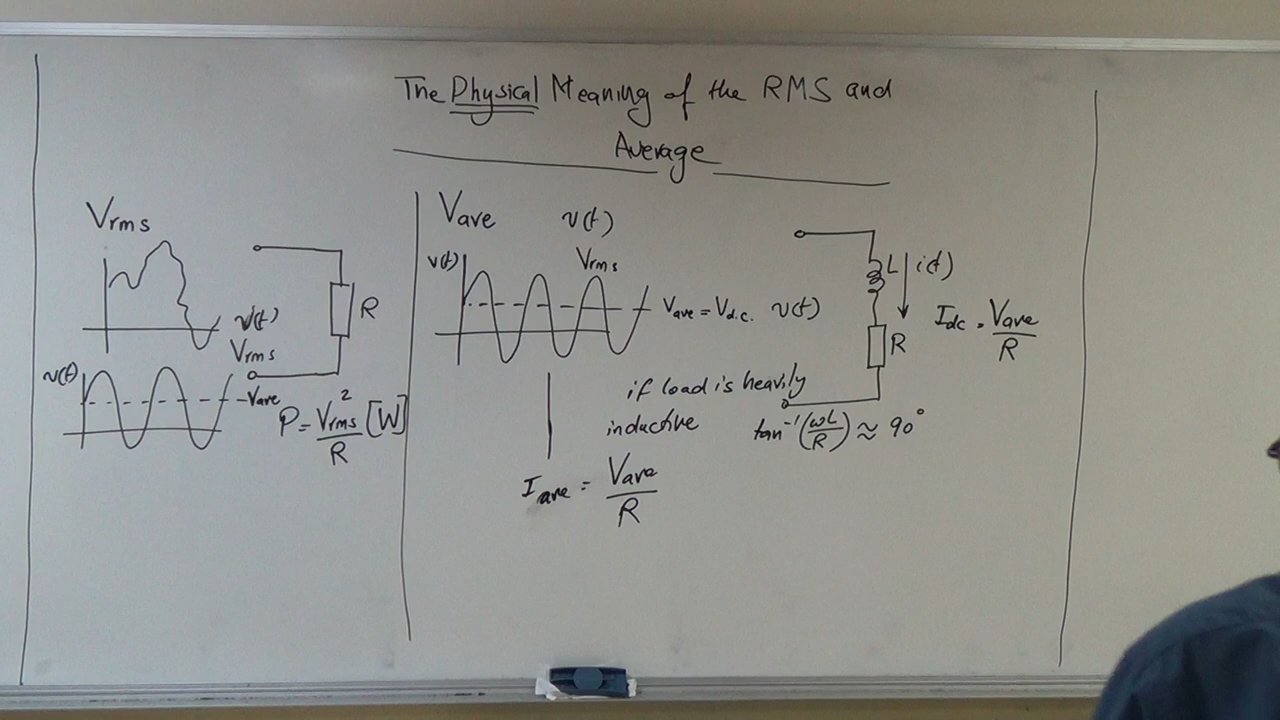 The Physical Meaning of the RMS and
Average
Vrms
R
v(t)
Vrms
v(t)
Vave
P = Vrms² / R [W]
Vave v(t)
v(t)
Vrms
Vave = Vd.c. v(t)
L i(t)
Idc = Vave / R
R
if load is heavily
inductive
tan⁻¹(ωL/R) ≈ 90°
Iave = Vave / R